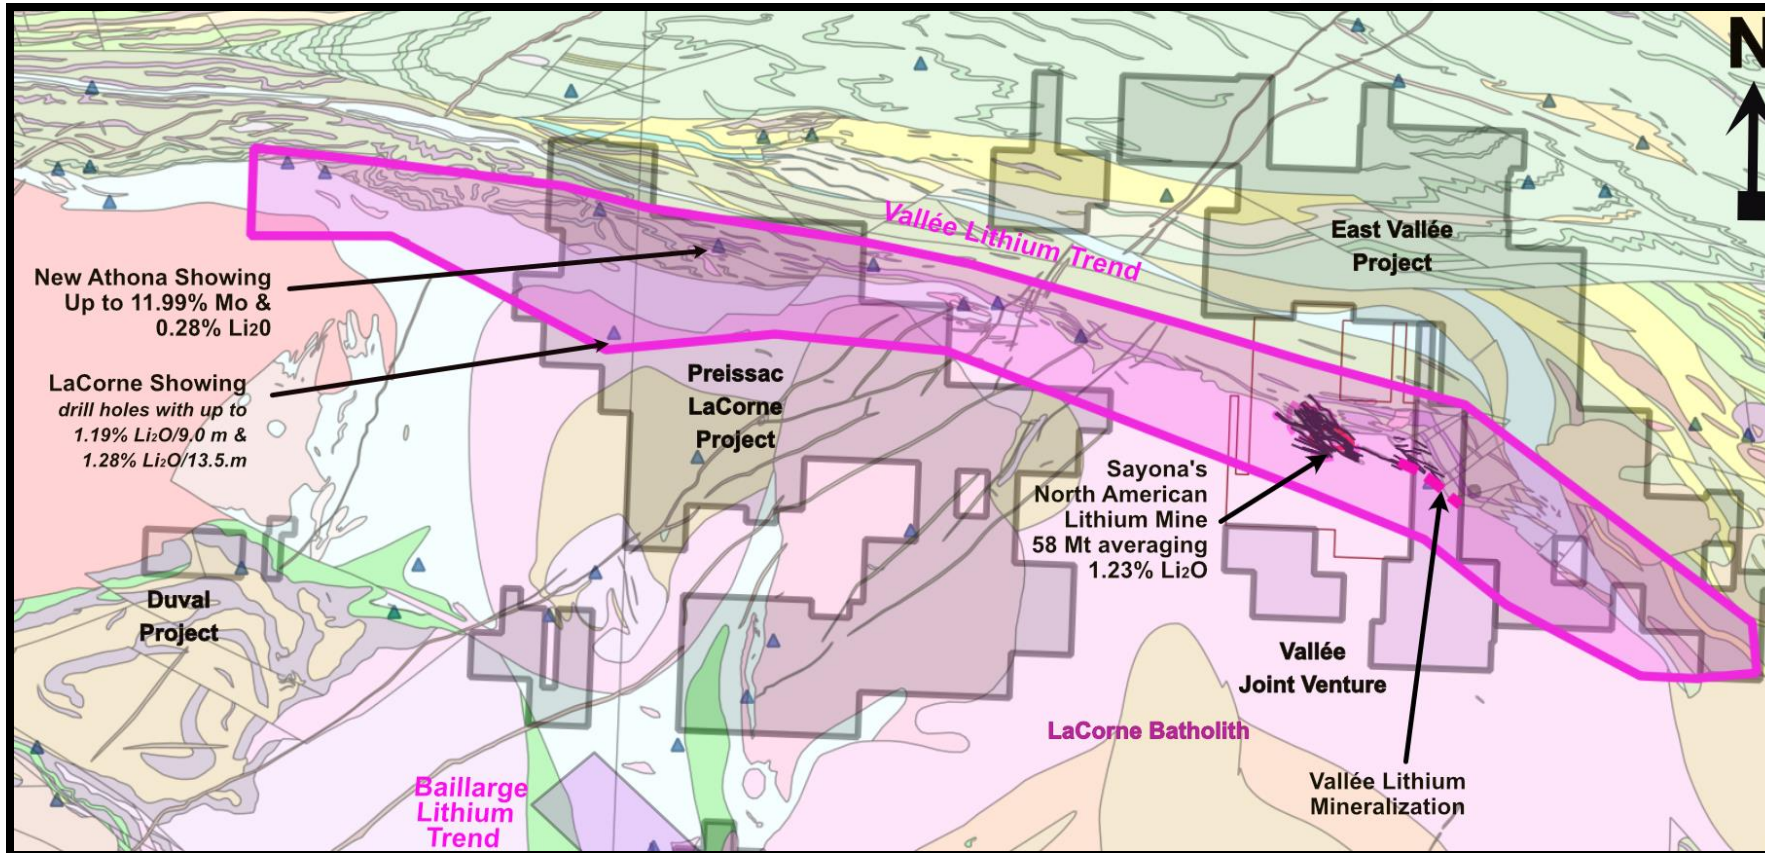 N
Vallée Lithium Trend
East Vallée
Project
New Athona Showing
Up to 11.99% Mo &
0.28% Li20
LaCorne Showing
drill holes with up to
1.19% Li₂O/9.0 m &
1.28% Li₂O/13.5.m
Preissac
LaCorne
Project
Sayona's
North American
Lithium Mine
58 Mt averaging
1.23% Li₂O
Duval
Project
Vallée
Joint Venture
LaCorne Batholith
Baillarge
Lithium
Trend
Vallée Lithium
Mineralization